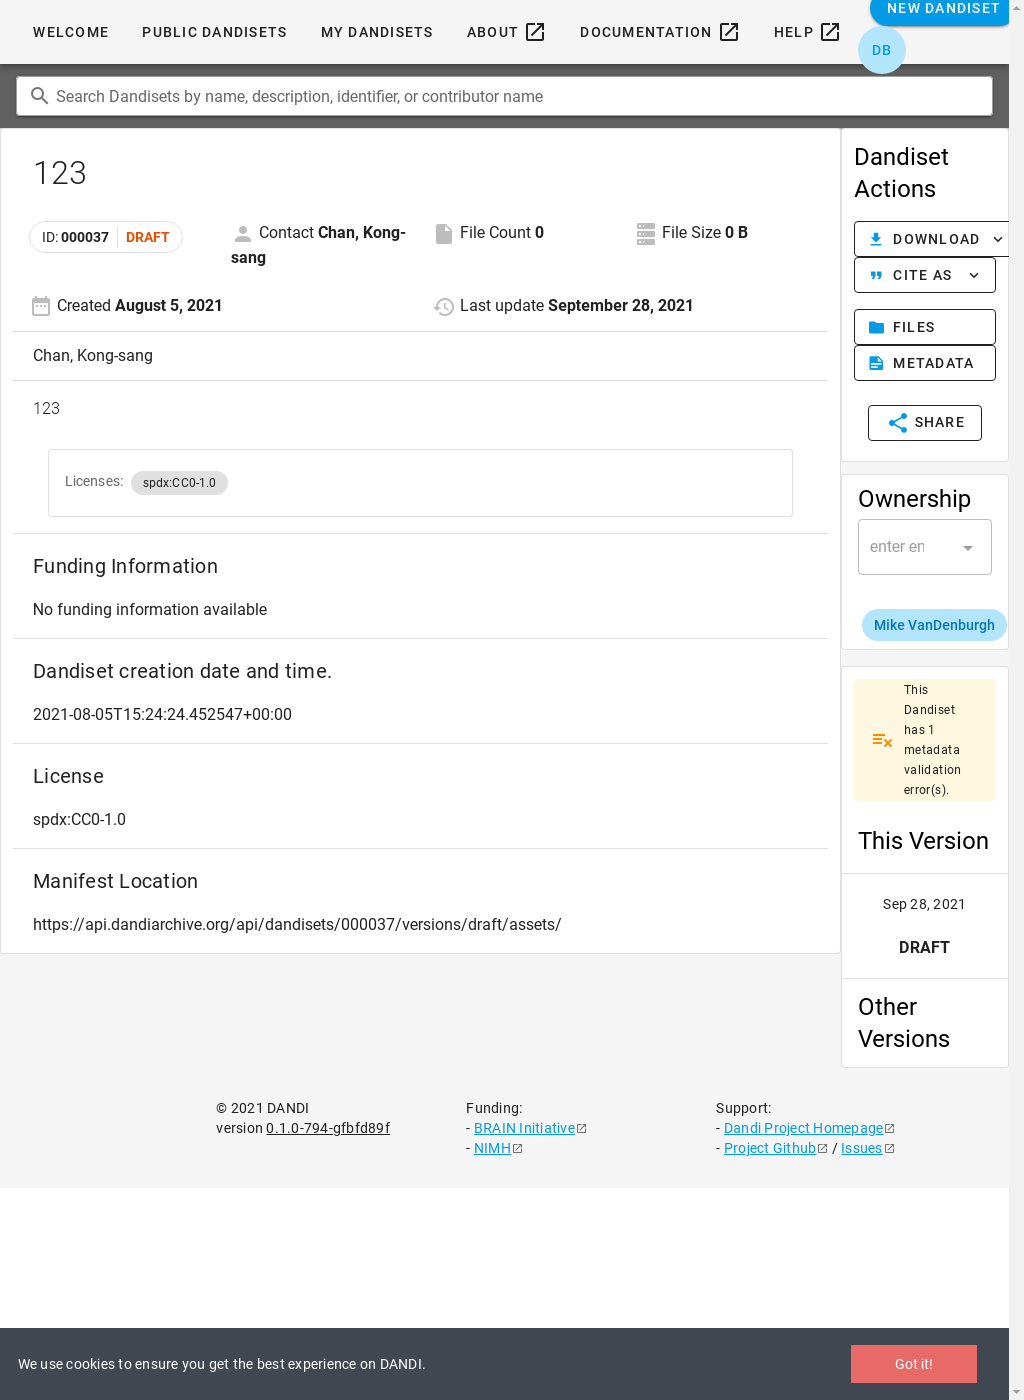 WELCOME PUBLIC DANDISETS MY DANDISETS ABOUT DOCUMENTATION HELP NEW DANDISET
DB
Search Dandisets by name, description, identifier, or contributor name
123
ID: 000037 DRAFT
Contact Chan, Kong-
sang
File Count 0
File Size 0 B
Created August 5, 2021
Last update September 28, 2021
Chan, Kong-sang
123
Licenses: spdx:CC0-1.0
Funding Information
No funding information available
Dandiset creation date and time.
2021-08-05T15:24:24.452547+00:00
License
spdx:CC0-1.0
Manifest Location
https://api.dandiarchive.org/api/dandisets/000037/versions/draft/assets/
Dandiset
Actions
DOWNLOAD
CITE AS
FILES
METADATA
SHARE
Ownership
enter en
Mike VanDenburgh
This
Dandiset
has 1
metadata
validation
error(s).
This Version
Sep 28, 2021
DRAFT
Other
Versions
© 2021 DANDI
version 0.1.0-794-gfbfd89f
Funding:
- BRAIN Initiative
- NIMH
Support:
- Dandi Project Homepage
- Project Github / Issues
We use cookies to ensure you get the best experience on DANDI.
Got it!